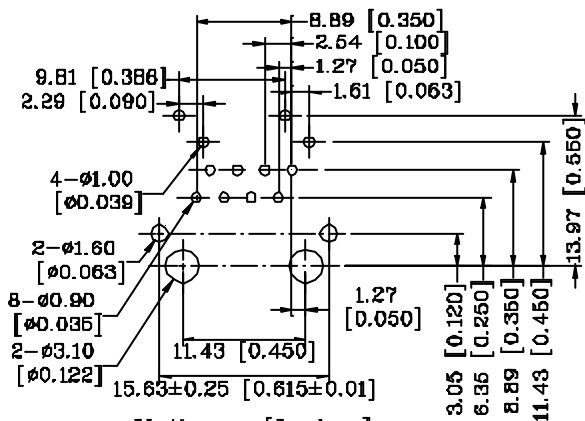 8.89 [0.350]
2.54 [0.100]
9.81 [0.386]
1.27 [0.050]
2.29 [0.090]
1.61 [0.063]
4-ø1.00
[ø0.039]
2-ø1.60
[ø0.063]
8-ø0.90
[ø0.035]
2-ø3.10
[ø0.122]
1.27
[0.050]
11.43 [0.450]
15.63±0.25 [0.615±0.01]
3.05 [0.120]
6.35 [0.250]
8.89 [0.350]
11.43 [0.450]
13.97 [0.550]